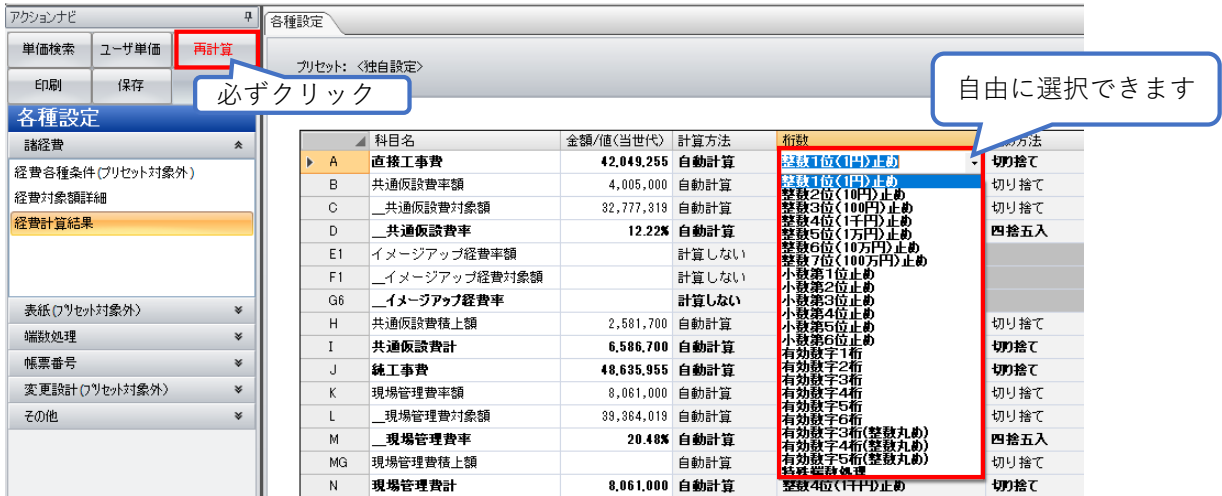 アクションナビ
単価検索 ユーザ単価 再計算
印刷 保存
必ずクリック
各種設定
諸経費
経費各種条件(プリセット対象外)
経費対象額詳細
経費計算結果
表紙(プリセット対象外)
端数処理
帳票番号
変更設計(プリセット対象外)
その他
各種設定
プリセット: <独自設定>
自由に選択できます
科目名 金額/値(当世代) 計算方法 桁数 方法
A 直接工事費 42,049,255 自動計算 整数1位(1円)止め 切り捨て
B 共通仮設費率額 4,005,000 自動計算 切り捨て
C __共通仮設費対象額 32,777,319 自動計算 切り捨て
D __共通仮設費率 12.22% 自動計算 四捨五入
E1 イメージアップ経費率額 計算しない
F1 __イメージアップ経費対象額 計算しない
G6 __イメージアップ経費率 計算しない
H 共通仮設費積上額 2,581,700 自動計算 切り捨て
I 共通仮設費計 6,586,700 自動計算 切り捨て
J 純工事費 48,635,955 自動計算 切り捨て
K 現場管理費率額 8,061,000 自動計算 切り捨て
L __現場管理費対象額 39,364,019 自動計算 切り捨て
M __現場管理費率 20.48% 自動計算 四捨五入
MG 現場管理費積上額 自動計算 切り捨て
N 現場管理費計 8,061,000 自動計算 整数4位(1千円)止め 切り捨て
整数1位(1円)止め
整数2位(10円)止め
整数3位(100円)止め
整数4位(1千円)止め
整数5位(1万円)止め
整数6位(10万円)止め
整数7位(100万円)止め
小数第1位止め
小数第2位止め
小数第3位止め
小数第4位止め
小数第5位止め
小数第6位止め
有効数字1桁
有効数字2桁
有効数字3桁
有効数字4桁
有効数字5桁
有効数字6桁
有効数字3桁(整数丸め)
有効数字4桁(整数丸め)
有効数字5桁(整数丸め)
特殊端数処理